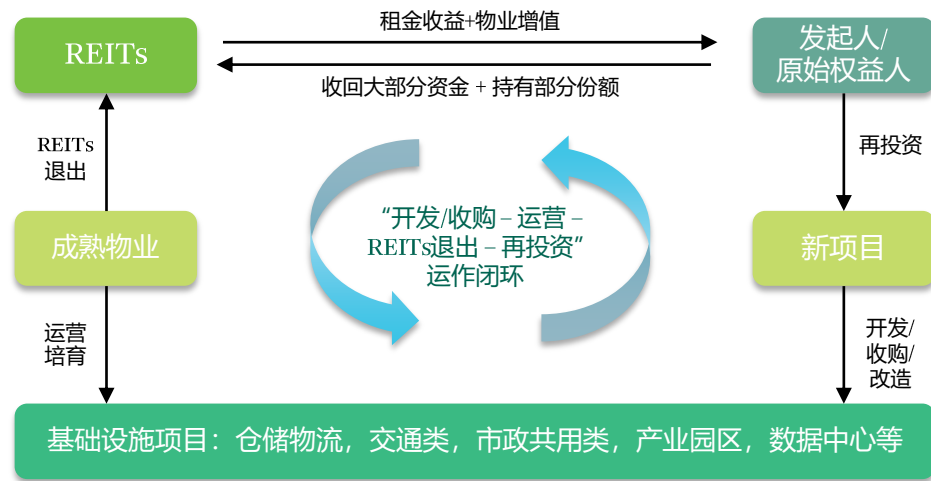 租金收益+物业增值
REITs
发起人/
原始权益人
收回大部分资金 + 持有部分份额
REITs
退出
再投资
“开发/收购 – 运营 –
REITs退出 – 再投资”
运作闭环
成熟物业
新项目
运营
培育
开发/
收购/
改造
基础设施项目：仓储物流，交通类，市政共用类，产业园区，数据中心等